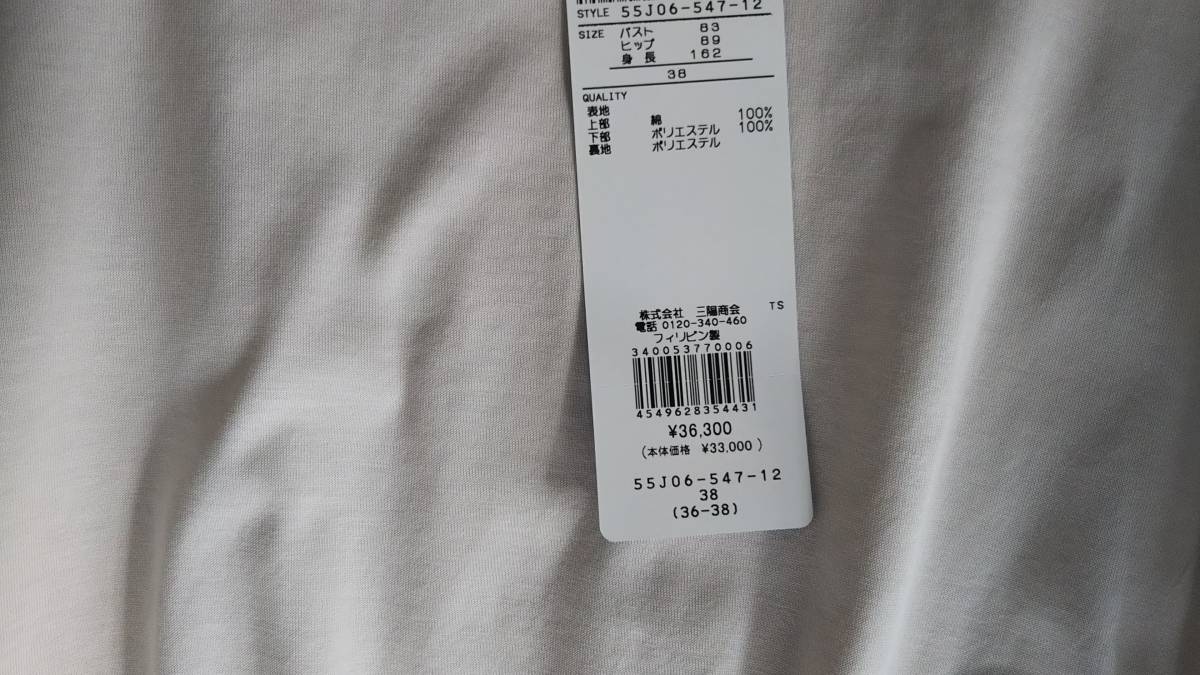 STYLE 55J06-547-12
SIZE バスト 83
ヒップ 89
身長 162
38
QUALITY
表地
上部 綿 100%
下部 ポリエステル 100%
裏地 ポリエステル
株式会社 三陽商会 TS
電話 0120-340-460
フィリピン製
340053770006
4549628354431
¥36,300
(本体価格 ¥33,000)
55J06-547-12
38
(36-38)